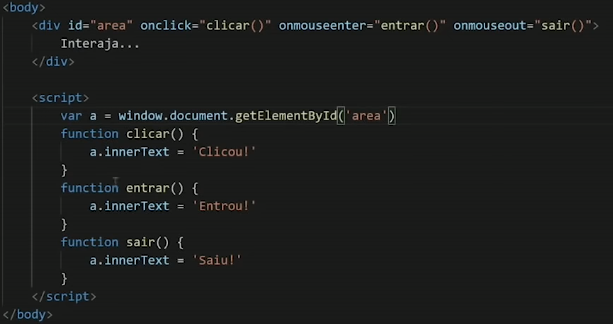 <body>
<div id="area" onclick="clicar()" onmouseenter="entrar()" onmouseout="sair()">
Interaja...
</div>
<script>
var a = window.document.getElementById('area')
function clicar() {
a.innerText = 'Clicou!'
}
function entrar() {
a.innerText = 'Entrou!'
}
function sair() {
a.innerText = 'Saiu!'
}
</script>
</body>